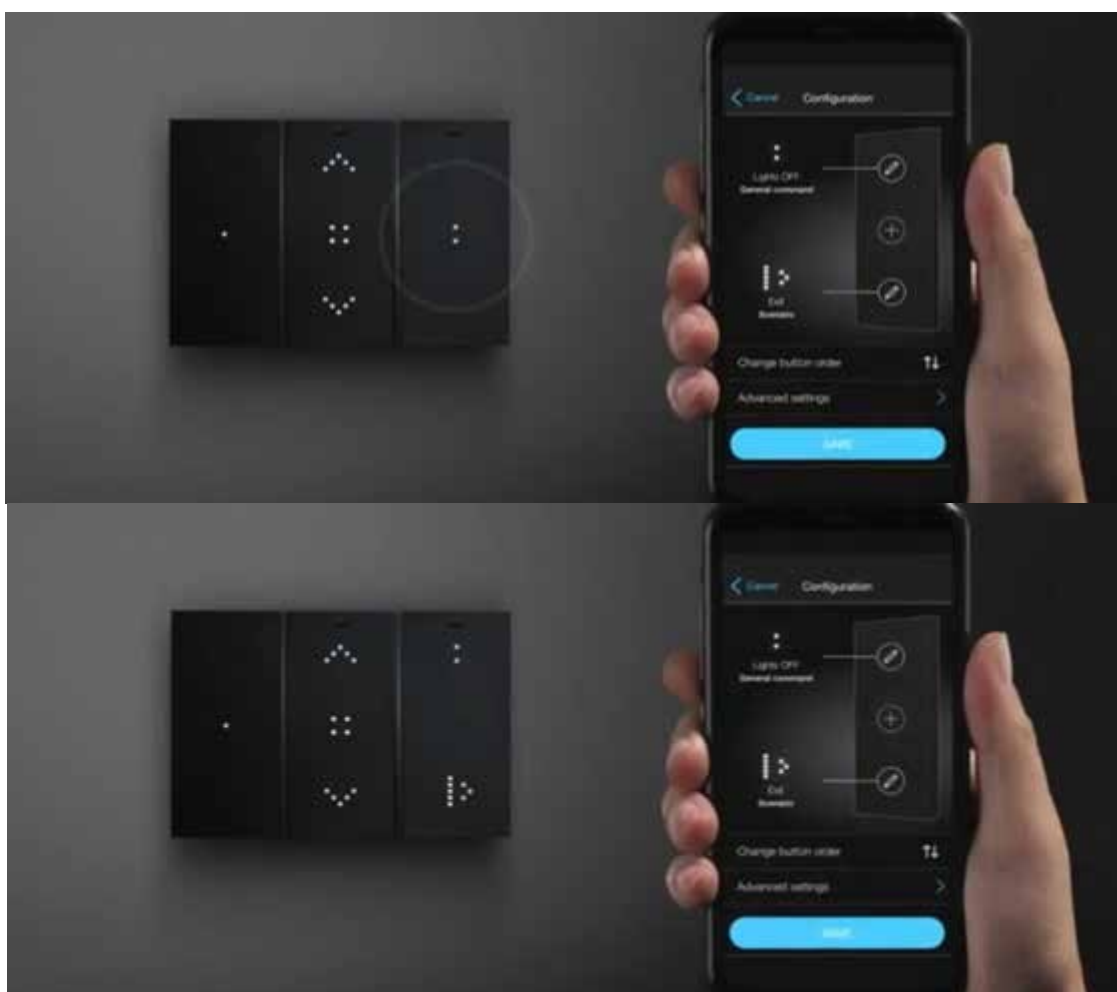 Cancel Configuration
Lights OFF
General command
Exit
Scenario
Change button order
Advanced settings
SAVE
Cancel Configuration
Lights OFF
General command
Exit
Scenario
Change button order
Advanced settings
SAVE